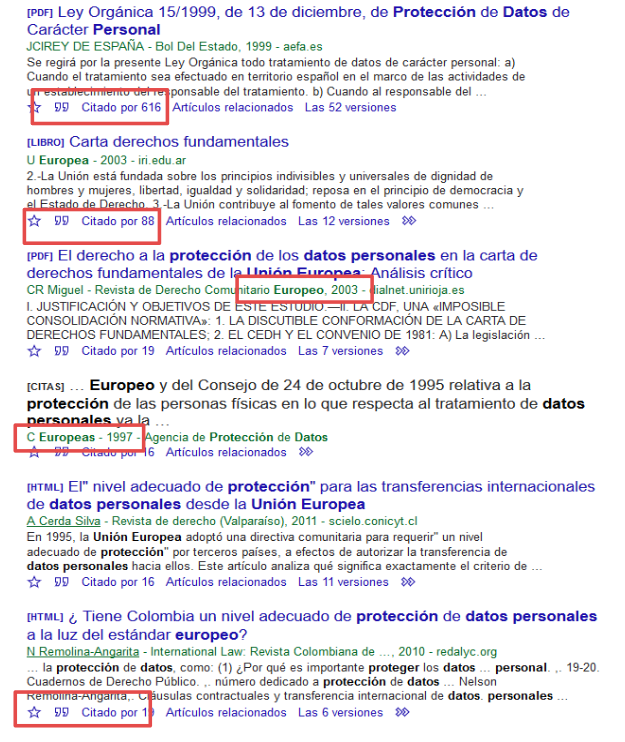 [PDF] Ley Orgánica 15/1999, de 13 de diciembre, de Protección de Datos de
Carácter Personal
JCIREY DE ESPAÑA - Bol Del Estado, 1999 - aefa.es
Se regirá por la presente Ley Orgánica todo tratamiento de datos de carácter personal: a)
Cuando el tratamiento sea efectuado en territorio español en el marco de las actividades de
un establecimiento del responsable del tratamiento. b) Cuando al responsable del …
Citado por 616 Artículos relacionados Las 52 versiones
[LIBRO] Carta derechos fundamentales
U Europea - 2003 - iri.edu.ar
2.-La Unión está fundada sobre los principios indivisibles y universales de dignidad de
hombres y mujeres, libertad, igualdad y solidaridad; reposa en el principio de democracia y
el Estado de Derecho. 3.-La Unión contribuye al fomento de tales valores comunes …
Citado por 88 Artículos relacionados Las 12 versiones
[PDF] El derecho a la protección de los datos personales en la carta de
derechos fundamentales de la Unión Europea: Análisis crítico
CR Miguel - Revista de Derecho Comunitario Europeo, 2003 - dialnet.unirioja.es
I. JUSTIFICACIÓN Y OBJETIVOS DE ESTE ESTUDIO.—II. LA CDF, UNA «IMPOSIBLE
CONSOLIDACIÓN NORMATIVA»: 1. LA DISCUTIBLE CONFORMACIÓN DE LA CARTA DE
DERECHOS FUNDAMENTALES; 2. EL CEDH Y EL CONVENIO DE 1981: A) La legislación …
Citado por 19 Artículos relacionados Las 7 versiones
[CITAS] … Europeo y del Consejo de 24 de octubre de 1995 relativa a la
protección de las personas físicas en lo que respecta al tratamiento de datos
personales ya la …
C Europeas - 1997 - Agencia de Protección de Datos
Citado por 16 Artículos relacionados
[HTML] El" nivel adecuado de protección" para las transferencias internacionales
de datos personales desde la Unión Europea
A Cerda Silva - Revista de derecho (Valparaíso), 2011 - scielo.conicyt.cl
En 1995, la Unión Europea adoptó una directiva comunitaria para requerir" un nivel
adecuado de protección" por terceros países, a efectos de autorizar la transferencia de
datos personales hacia ellos. Este artículo analiza qué significa exactamente el criterio de …
Citado por 16 Artículos relacionados Las 11 versiones
[HTML] ¿ Tiene Colombia un nivel adecuado de protección de datos personales
a la luz del estándar europeo?
N Remolina-Angarita - International Law: Revista Colombiana de …, 2010 - redalyc.org
… la protección de datos, como: (1) ¿Por qué es importante proteger los datos … personal. ,. 19-20.
Cuadernos de Derecho Público. ,. número dedicado a protección de datos … Nelson
Remolina-Angarita,. Cláusulas contractuales y transferencia internacional de datos. personales …
Citado por 19 Artículos relacionados Las 6 versiones